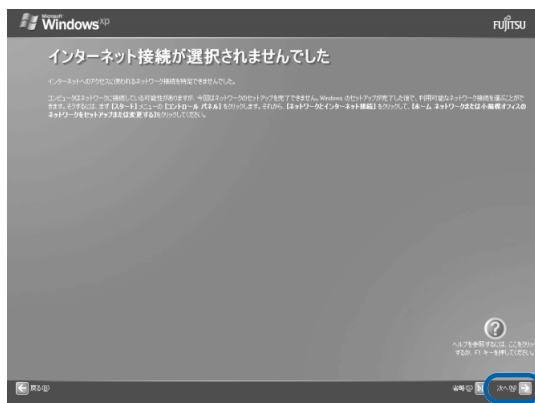 Microsoft
Windows xp
FUJITSU
インターネット接続が選択されませんでした
インターネットへのアクセスに使われるネットワーク接続を特定できませんでした。
コンピュータはネットワークに接続している可能性がありますが、今回はネットワークのセットアップを完了できません。Windows のセットアップが完了した後で、利用可能なネットワーク接続を選ぶことがで
きます。そうするには、まず [スタート] メニューの [コントロール パネル] をクリックします。それから、[ネットワークとインターネット接続] をクリックして、[ホーム ネットワークまたは小規模オフィスの
ネットワークをセットアップまたは変更する] をクリックしてください。
ヘルプを参照するには、ここをクリッ
するか、F1 キーを押してください。
戻る(B)
省略(S)
次へ(N)